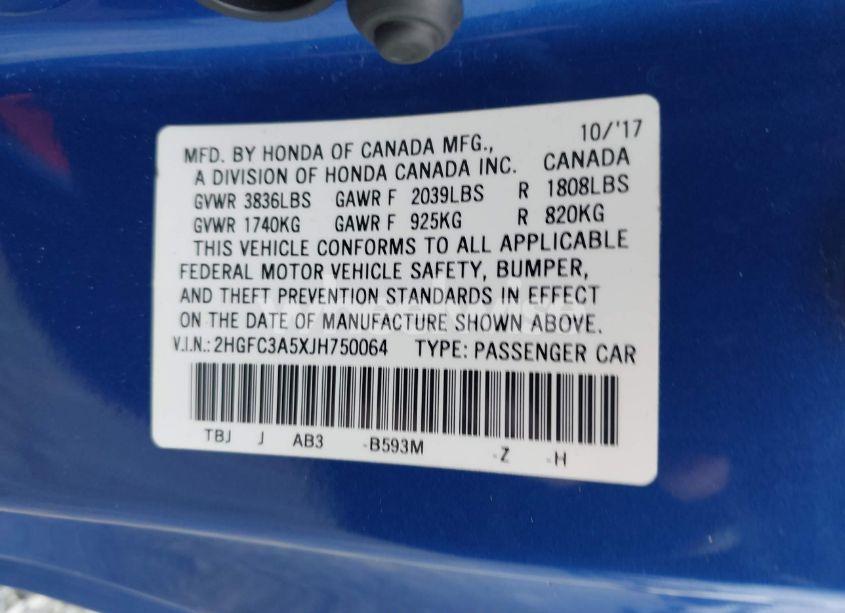 10/'17
MFD. BY HONDA OF CANADA MFG.,
A DIVISION OF HONDA CANADA INC. CANADA
GVWR 3836LBS GAWR F 2039LBS R 1808LBS
GVWR 1740KG GAWR F 925KG R 820KG
THIS VEHICLE CONFORMS TO ALL APPLICABLE
FEDERAL MOTOR VEHICLE SAFETY, BUMPER,
AND THEFT PREVENTION STANDARDS IN EFFECT
ON THE DATE OF MANUFACTURE SHOWN ABOVE.
V.I.N.: 2HGFC3A5XJH750064 TYPE: PASSENGER CAR
TBJ J AB3 -B593M -Z -H